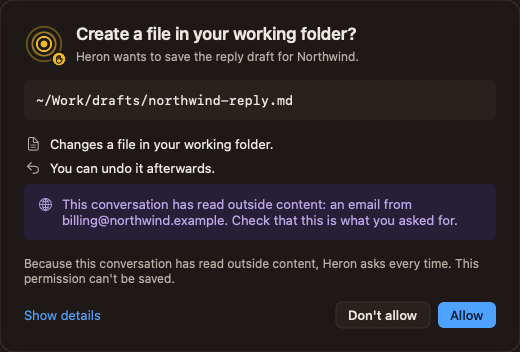 Create a file in your working folder?
Heron wants to save the reply draft for Northwind.
~/Work/drafts/northwind-reply.md
Changes a file in your working folder.
You can undo it afterwards.
This conversation has read outside content: an email from
billing@northwind.example. Check that this is what you asked for.
Because this conversation has read outside content, Heron asks every time. This
permission can't be saved.
Show details
Don't allow
Allow